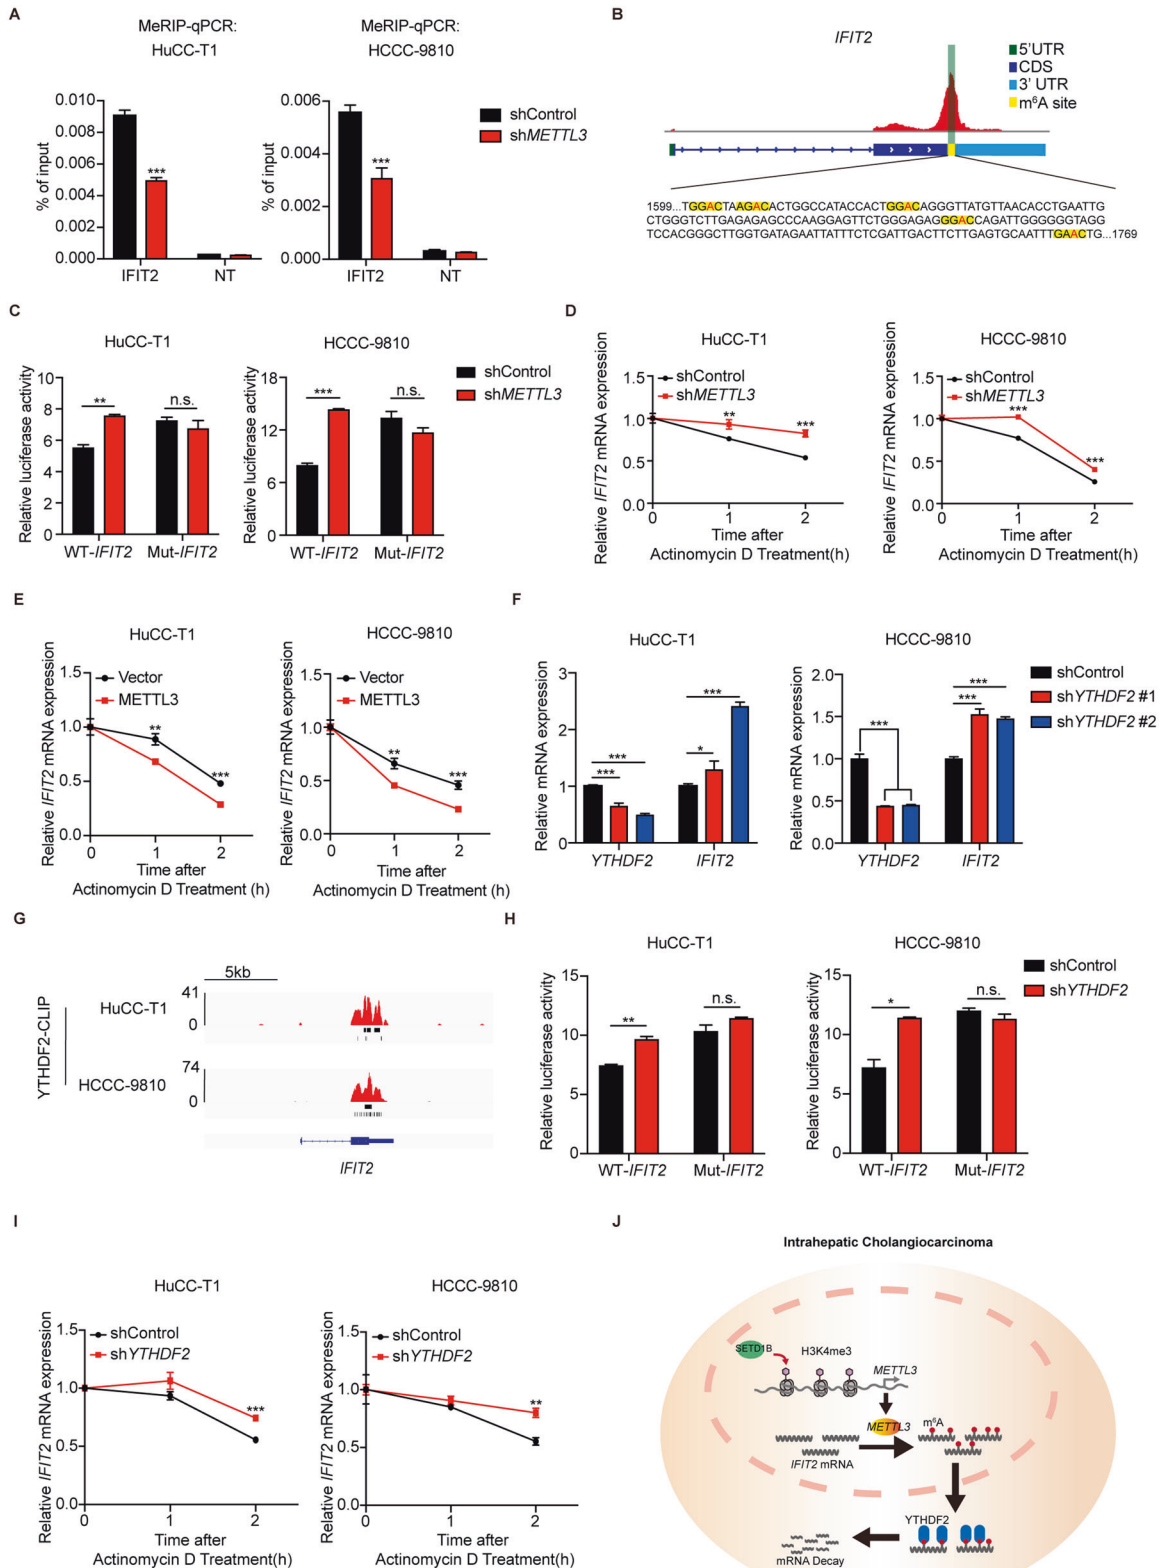 A
MeRIP-qPCR:
HuCC-T1
MeRIP-qPCR:
HCCC-9810
% of input
0.010
0.008
0.006
0.004
0.002
0.000
***
IFIT2
NT
% of input
0.006
0.004
0.002
0.000
***
IFIT2
NT
shControl
shMETTL3
B
IFIT2
5'UTR
CDS
3' UTR
m⁶A site
1599...TGGACTAAGACACTGGCCATACCACTGGACAGGGTTATGTTAACACCTGAATTG
CTGGGTCTTGAGAGAGCCCAAGGAGTTCTGGGAGAGGGACCAGATTGGGGGGTAGG
TCCACGGGCTTGGTGATAGAATTATTTCTCGATTGACTTCTTGAGTGCAATTTGAACTG...1769
C
HuCC-T1
Relative luciferase activity
10
8
6
4
2
0
**
n.s.
WT-IFIT2
Mut-IFIT2
HCCC-9810
Relative luciferase activity
18
12
6
0
***
n.s.
WT-IFIT2
Mut-IFIT2
shControl
shMETTL3
D
HuCC-T1
Relative IFIT2 mRNA expression
1.5
1.0
0.5
0.0
shControl
shMETTL3
**
***
0
1
2
Time after
Actinomycin D Treatment(h)
HCCC-9810
Relative IFIT2 mRNA expression
1.5
1.0
0.5
0.0
shControl
shMETTL3
***
***
0
1
2
Time after
Actinomycin D Treatment(h)
E
HuCC-T1
Relative IFIT2 mRNA expression
1.5
1.0
0.5
0.0
Vector
METTL3
**
***
0
1
2
Time after
Actinomycin D Treatment (h)
HCCC-9810
Relative IFIT2 mRNA expression
1.5
1.0
0.5
0.0
Vector
METTL3
**
***
0
1
2
Time after
Actinomycin D Treatment (h)
F
HuCC-T1
Relative mRNA expression
3
2
1
0
***
***
***
*
YTHDF2
IFIT2
HCCC-9810
Relative mRNA expression
2.0
1.5
1.0
0.5
0.0
***
***
***
YTHDF2
IFIT2
shControl
shYTHDF2 #1
shYTHDF2 #2
G
5kb
YTHDF2-CLIP
HuCC-T1
41
0
HCCC-9810
74
0
IFIT2
H
HuCC-T1
Relative luciferase activity
15
10
5
0
**
n.s.
WT-IFIT2
Mut-IFIT2
HCCC-9810
Relative luciferase activity
15
10
5
0
*
n.s.
WT-IFIT2
Mut-IFIT2
shControl
shYTHDF2
I
HuCC-T1
Relative IFIT2 mRNA expression
1.5
1.0
0.5
0.0
shControl
shYTHDF2
***
0
1
2
Time after
Actinomycin D Treatment(h)
HCCC-9810
Relative IFIT2 mRNA expression
1.5
1.0
0.5
0.0
shControl
shYTHDF2
**
0
1
2
Time after
Actinomycin D Treatment(h)
J
Intrahepatic Cholangiocarcinoma
SETD1B
H3K4me3
METTL3
METTL3
m⁶A
IFIT2 mRNA
YTHDF2
mRNA Decay